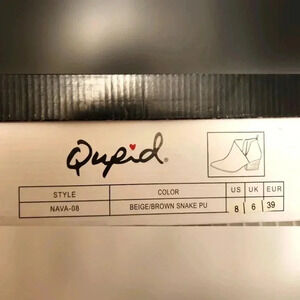 Qupid®
STYLE COLOR US UK EUR
NAVA-08 BEIGE/BROWN SNAKE PU 8 6 39